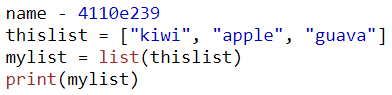 name - 4110e239
thislist = ["kiwi", "apple", "guava"]
mylist = list(thislist)
print(mylist)